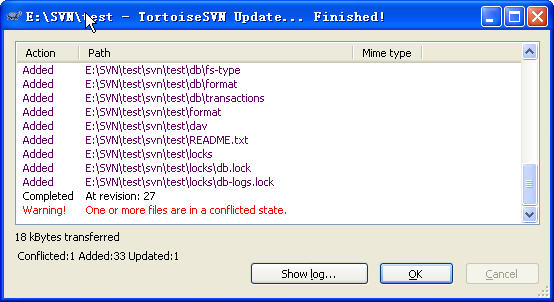 E:\SVN\test - TortoiseSVN Update... Finished!
Action Path Mime type
Added E:\SVN\test\svn\test\db\fs-type
Added E:\SVN\test\svn\test\db\format
Added E:\SVN\test\svn\test\db\transactions
Added E:\SVN\test\svn\test\format
Added E:\SVN\test\svn\test\dav
Added E:\SVN\test\svn\test\README.txt
Added E:\SVN\test\svn\test\locks
Added E:\SVN\test\svn\test\locks\db.lock
Added E:\SVN\test\svn\test\locks\db-logs.lock
Completed At revision: 27
Warning! One or more files are in a conflicted state.
18 kBytes transferred
Conflicted:1 Added:33 Updated:1
Show log... OK Cancel